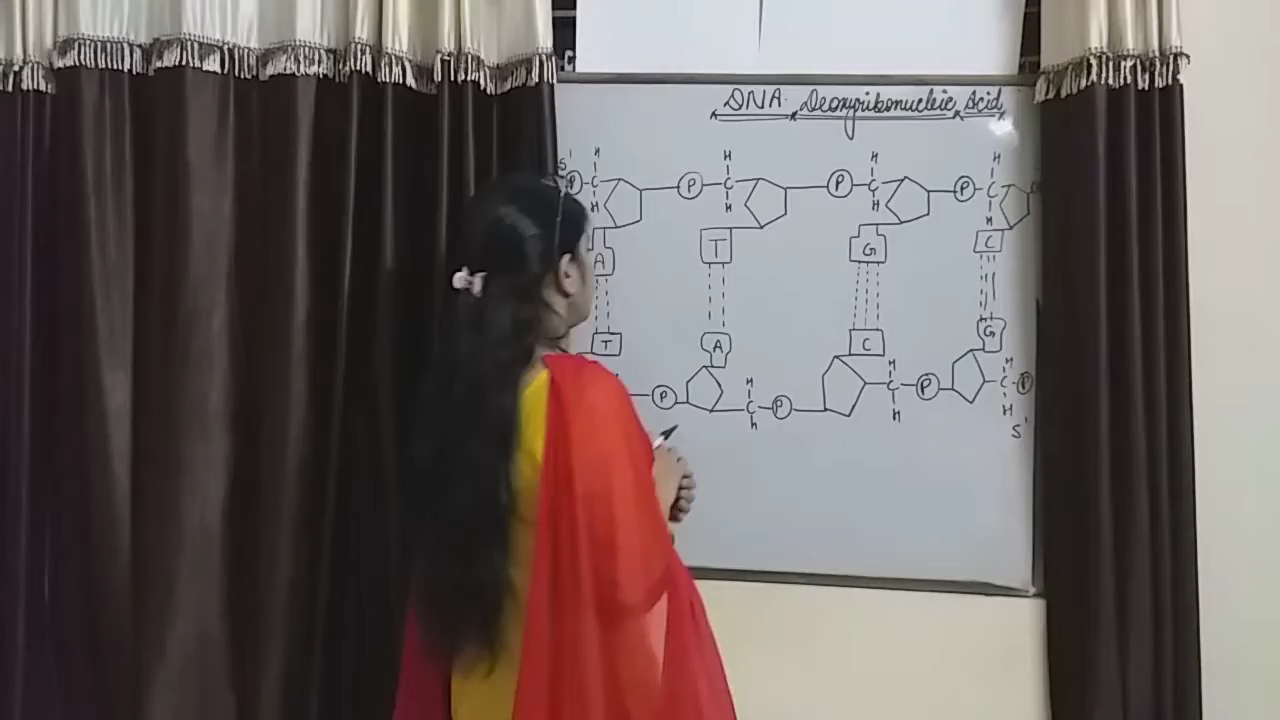 DNA. Deoxyribonucleic Acid
5'
H H H H
P C P C P C P C
H H H H
A T G C
T A C G
H H H
P C P C P C P
H h H H
5'